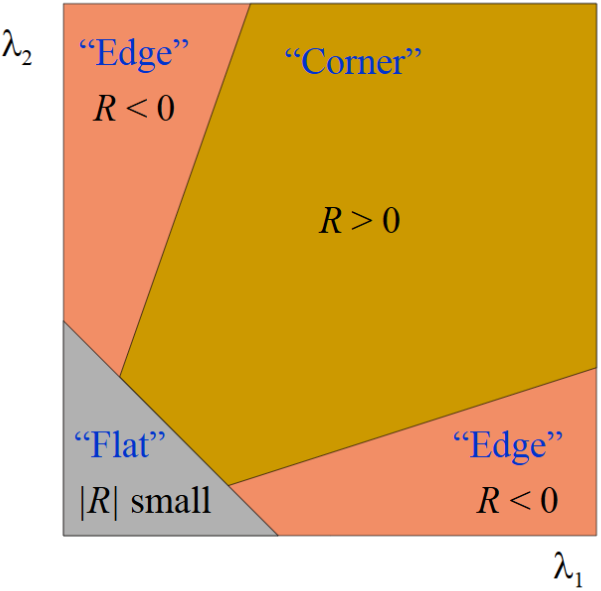 λ₂
“Edge”
R < 0
“Corner”
R > 0
“Flat”
|R| small
“Edge”
R < 0
λ₁